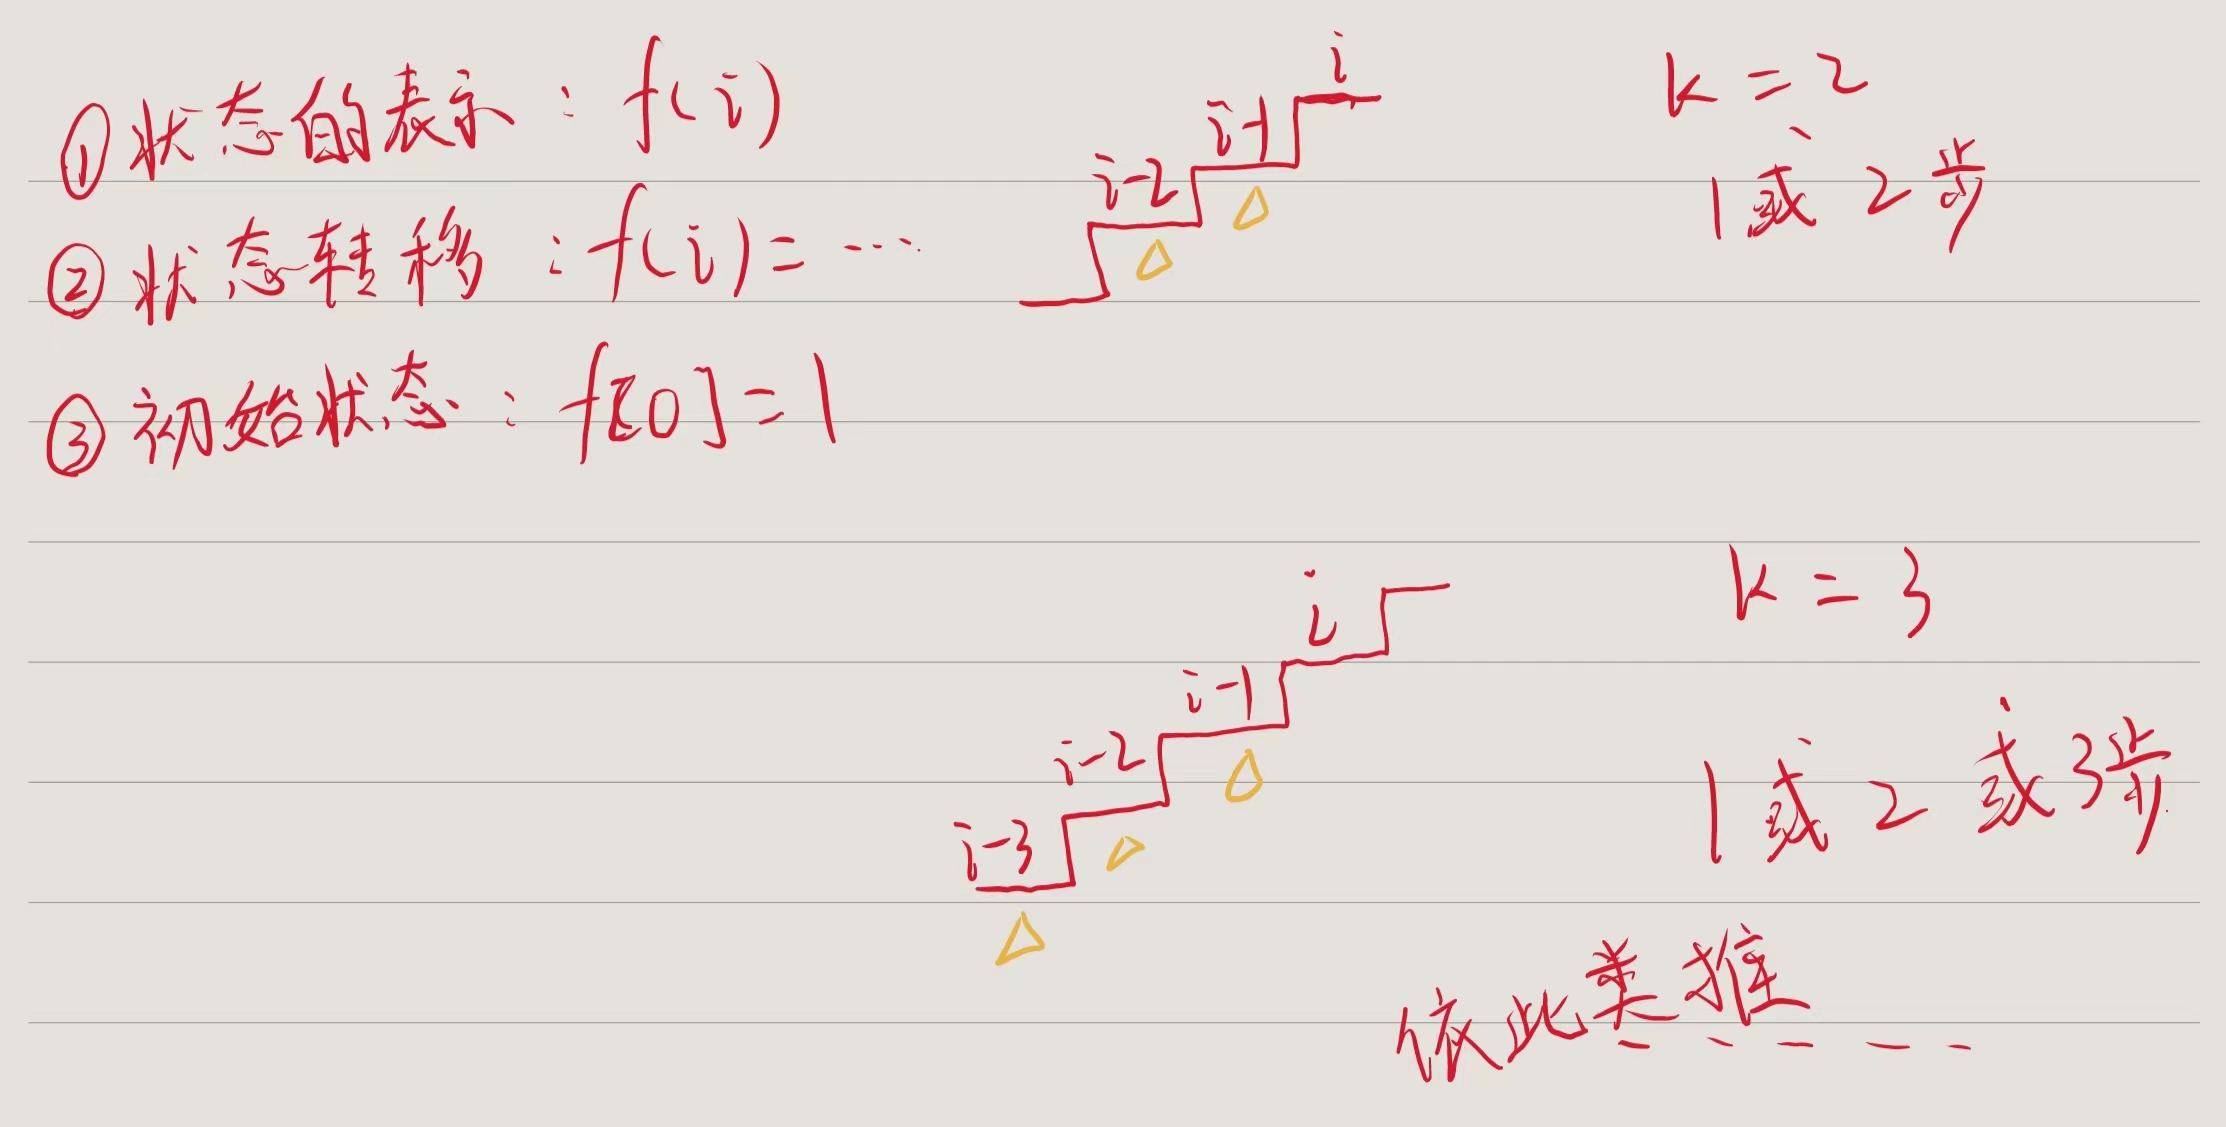 ①状态的表示：f(i)
②状态转移：f(i)=……
③初始状态：f[0]=1
i
i-1
i-2
k=2
1或2步
i
i-1
i-2
i-3
k=3
1或2或3步
依此类推